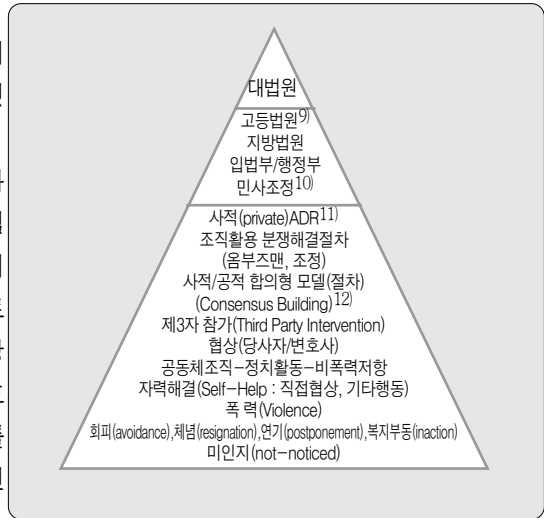 대법원
고등법원9)
지방법원
입법부/행정부
민사조정10)
사적(private)ADR11)
조직활용 분쟁해결절차
(옴부즈맨, 조정)
사적/공적 합의형 모델(절차)
(Consensus Building)12)
제3자 참가(Third Party Intervention)
협상(당사자/변호사)
공동체조직-정치활동-비폭력저항
자력해결(Self-Help : 직접협상, 기타행동)
폭 력(Violence)
회피(avoidance),체념(resignation),연기(postponement),복지부동(inaction)
미인지(not-noticed)